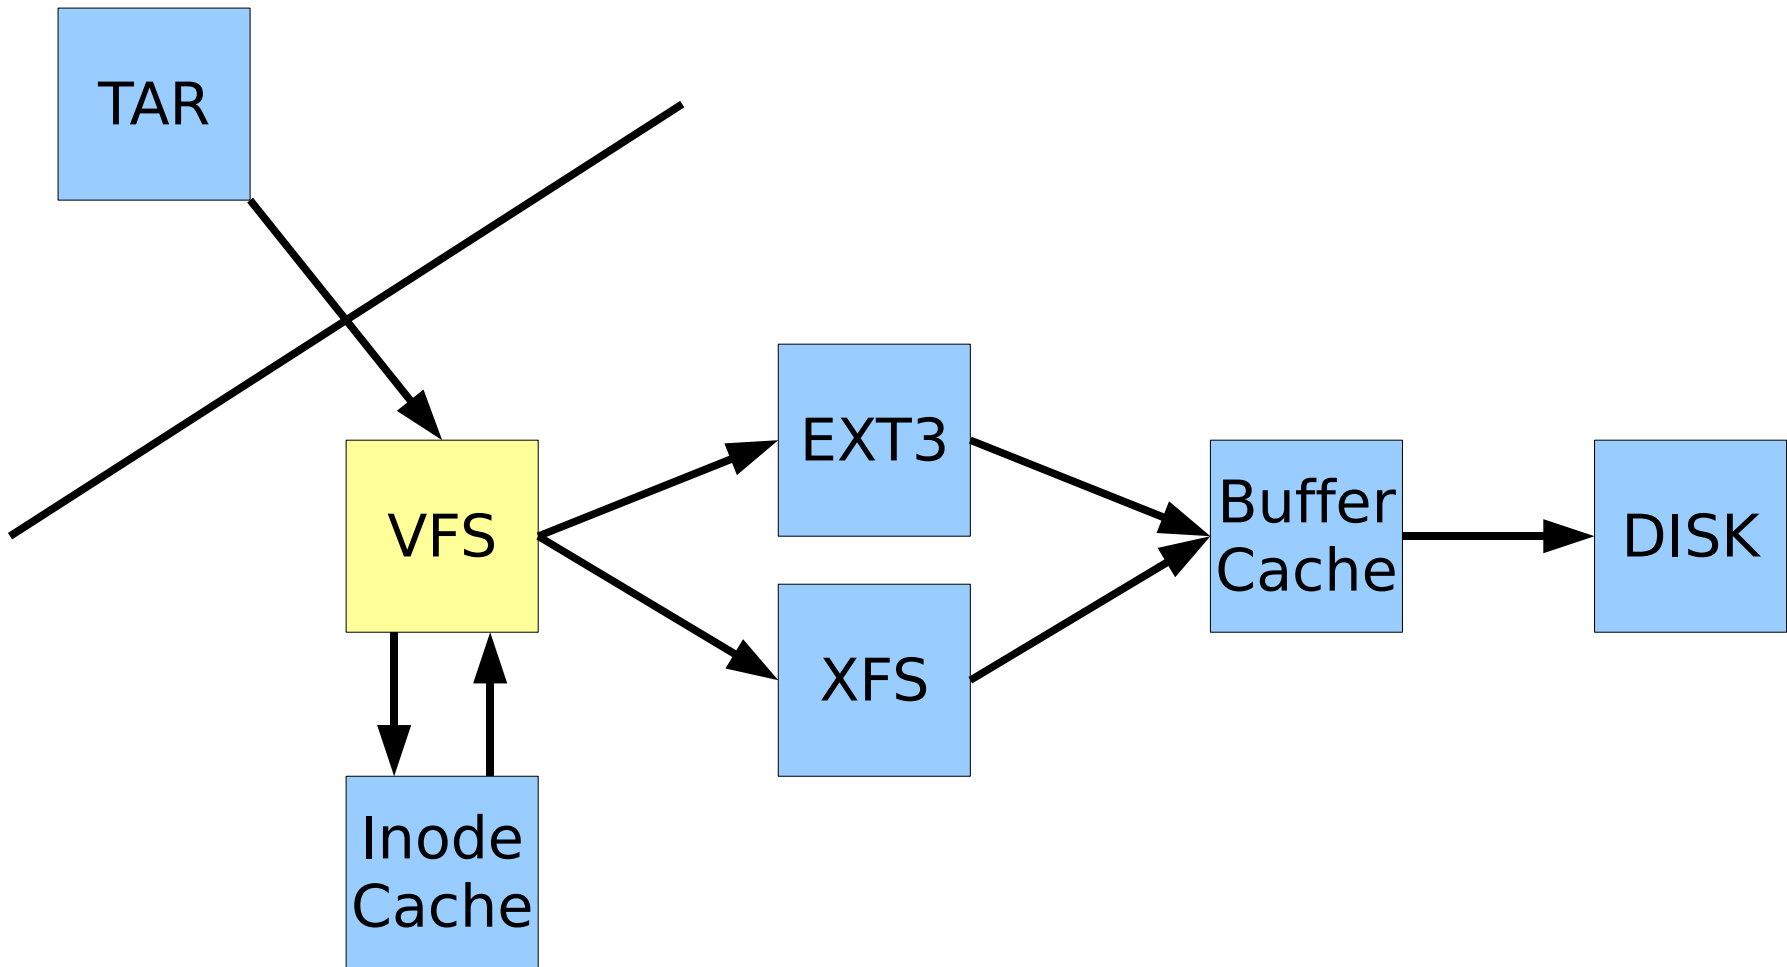 TAR
VFS
EXT3
XFS
Buffer
Cache
DISK
Inode
Cache